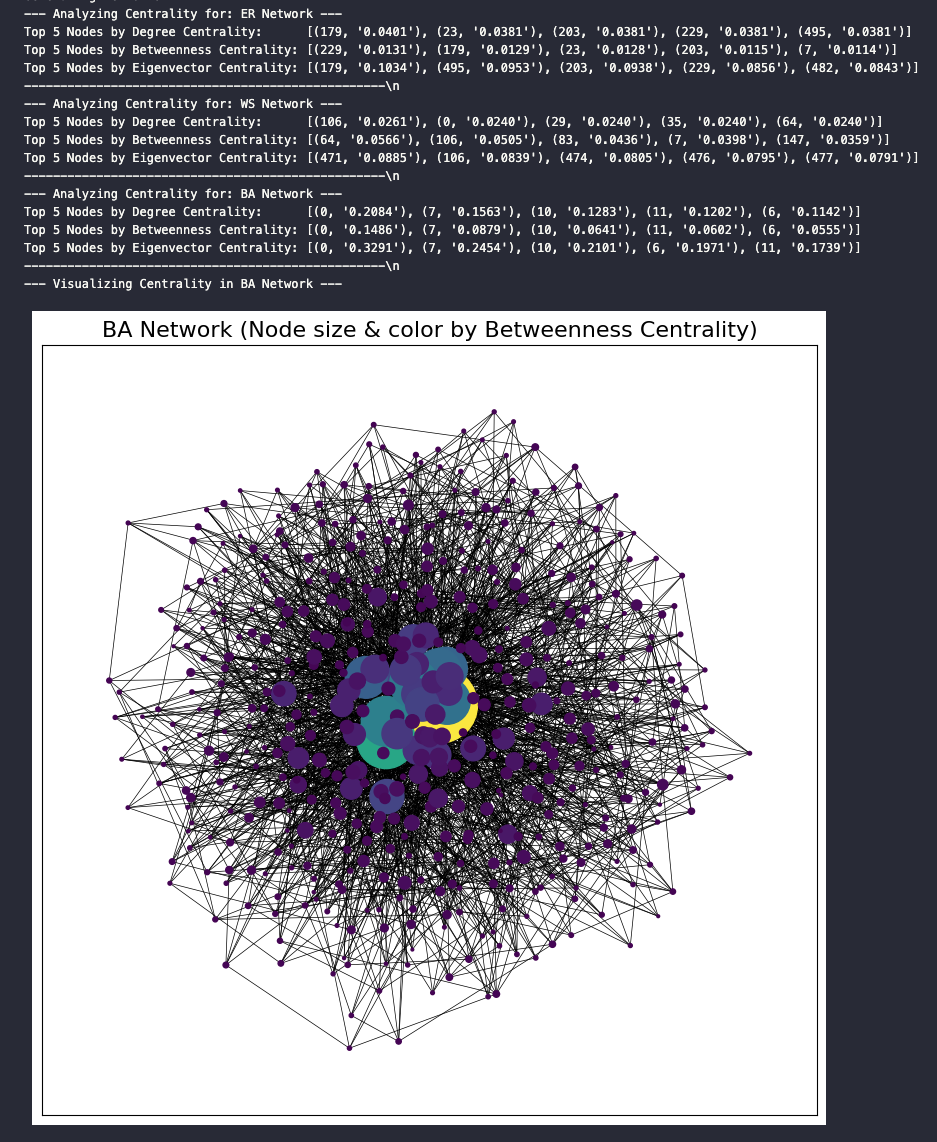 --- Analyzing Centrality for: ER Network ---
Top 5 Nodes by Degree Centrality:      [(179, '0.0401'), (23, '0.0381'), (203, '0.0381'), (229, '0.0381'), (495, '0.0381')]
Top 5 Nodes by Betweenness Centrality: [(229, '0.0131'), (179, '0.0129'), (23, '0.0128'), (203, '0.0115'), (7, '0.0114')]
Top 5 Nodes by Eigenvector Centrality: [(179, '0.1034'), (495, '0.0953'), (203, '0.0938'), (229, '0.0856'), (482, '0.0843')]
--------------------------------------------------\n
--- Analyzing Centrality for: WS Network ---
Top 5 Nodes by Degree Centrality:      [(106, '0.0261'), (0, '0.0240'), (29, '0.0240'), (35, '0.0240'), (64, '0.0240')]
Top 5 Nodes by Betweenness Centrality: [(64, '0.0566'), (106, '0.0505'), (83, '0.0436'), (7, '0.0398'), (147, '0.0359')]
Top 5 Nodes by Eigenvector Centrality: [(471, '0.0885'), (106, '0.0839'), (474, '0.0805'), (476, '0.0795'), (477, '0.0791')]
--------------------------------------------------\n
--- Analyzing Centrality for: BA Network ---
Top 5 Nodes by Degree Centrality:      [(0, '0.2084'), (7, '0.1563'), (10, '0.1283'), (11, '0.1202'), (6, '0.1142')]
Top 5 Nodes by Betweenness Centrality: [(0, '0.1486'), (7, '0.0879'), (10, '0.0641'), (11, '0.0602'), (6, '0.0555')]
Top 5 Nodes by Eigenvector Centrality: [(0, '0.3291'), (7, '0.2454'), (10, '0.2101'), (6, '0.1971'), (11, '0.1739')]
--------------------------------------------------\n
--- Visualizing Centrality in BA Network ---
BA Network (Node size & color by Betweenness Centrality)